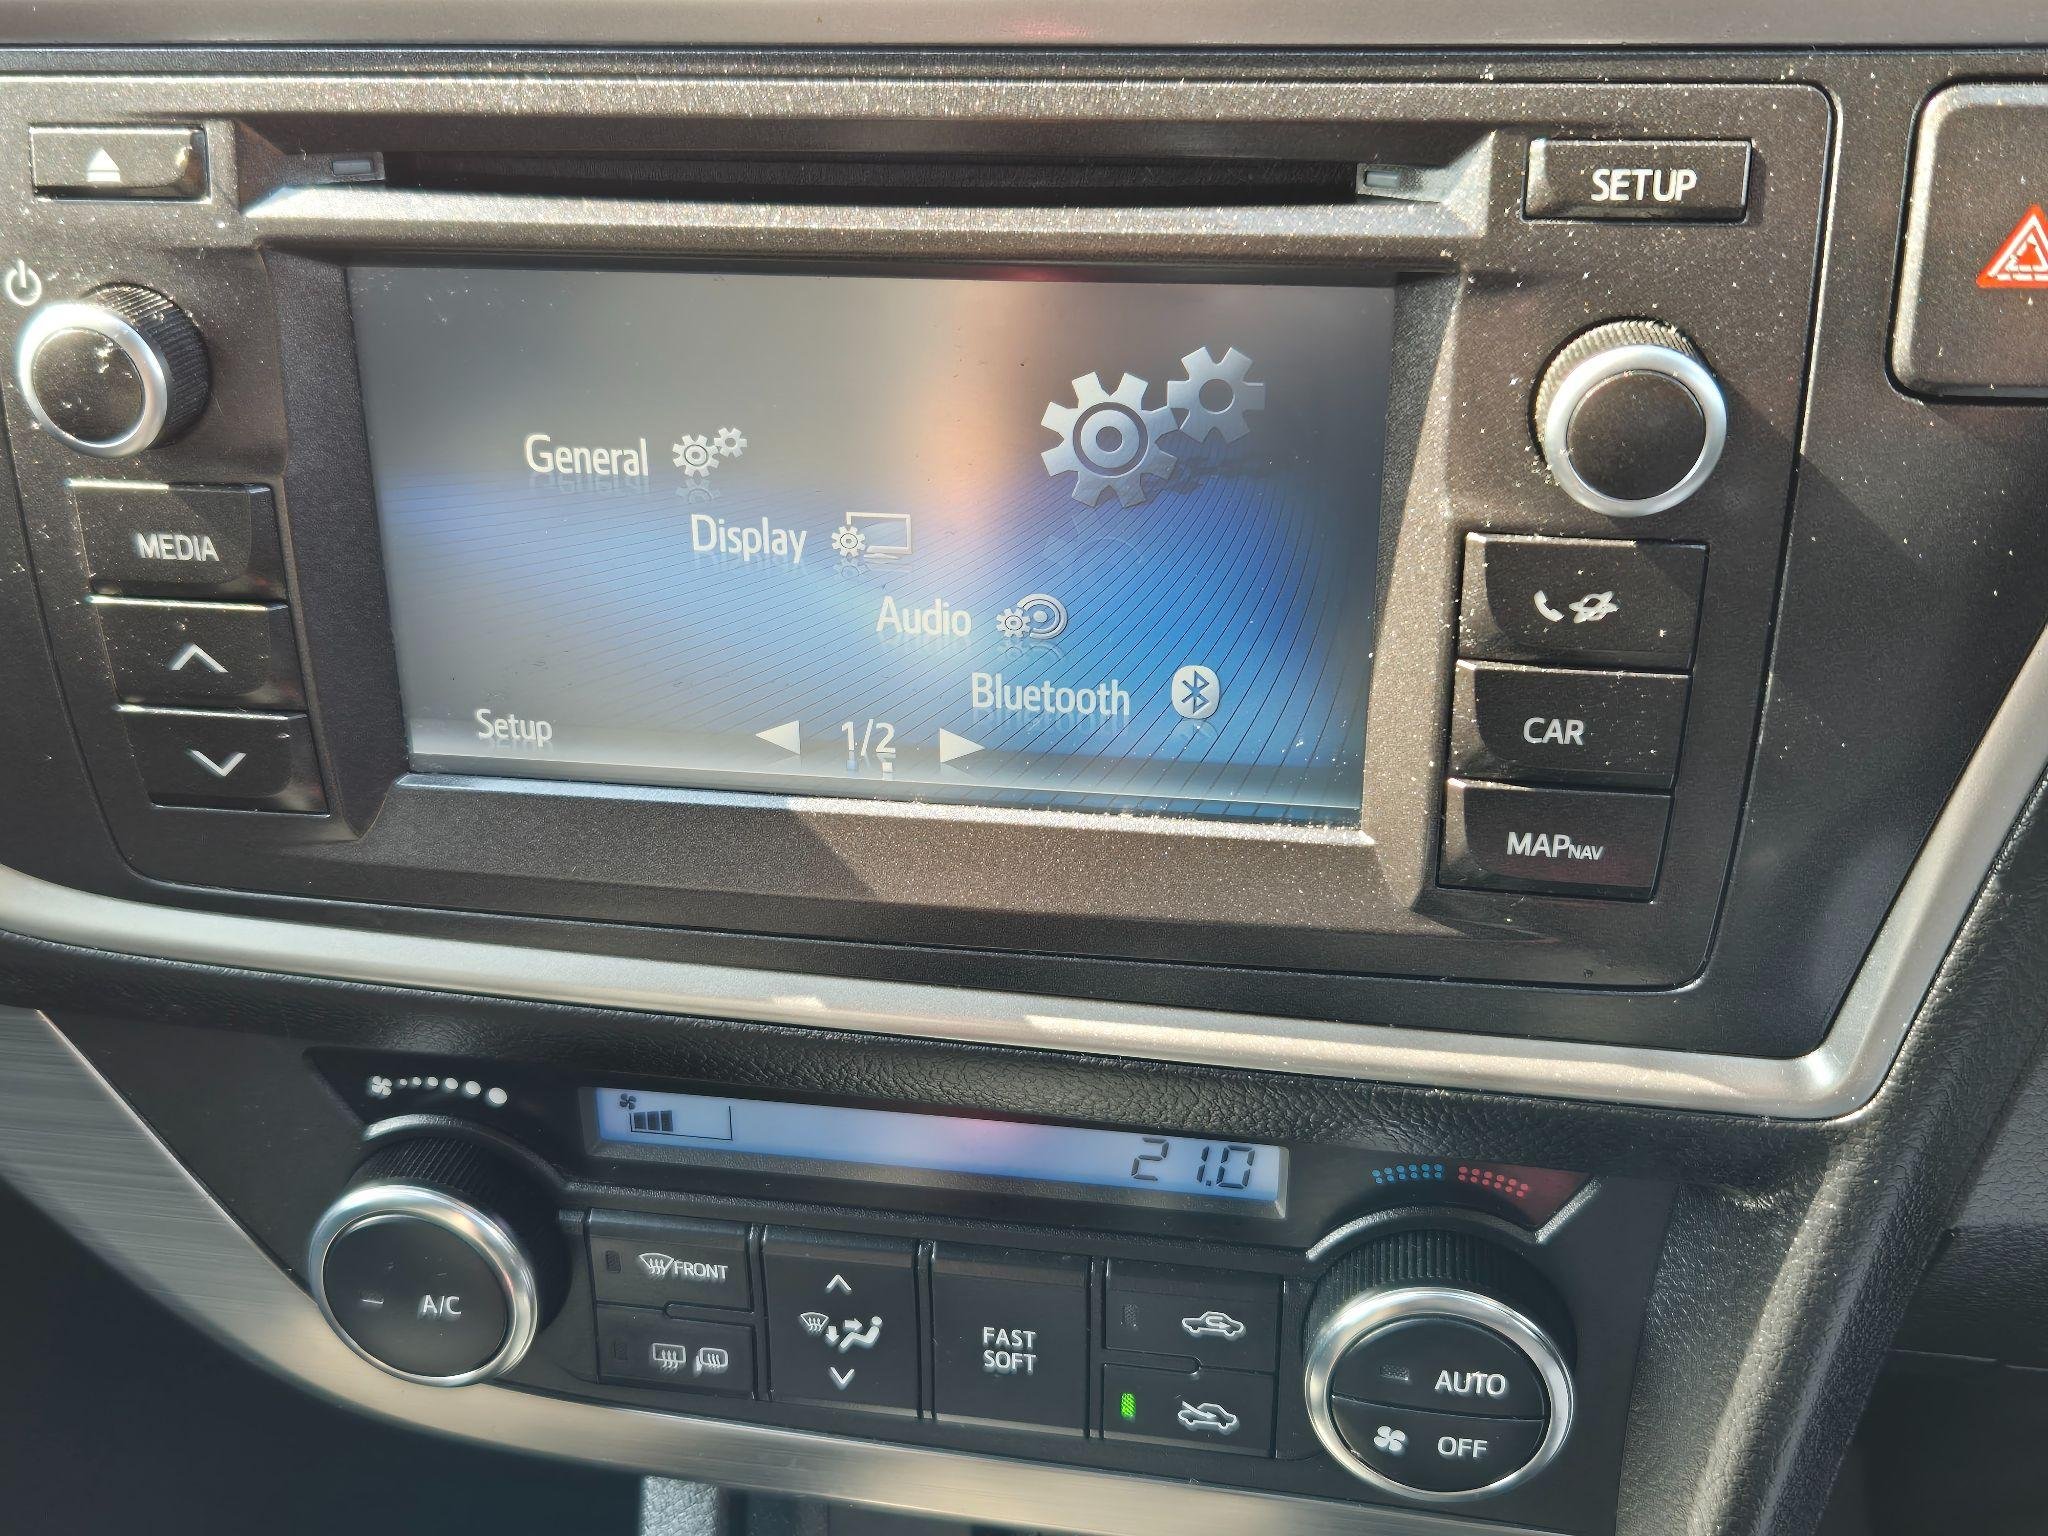 SETUP
General
Display
Audio
Bluetooth
Setup
1/2
MEDIA
CAR
MAPNAV
21.0
FRONT
A/C
FAST
SOFT
AUTO
OFF